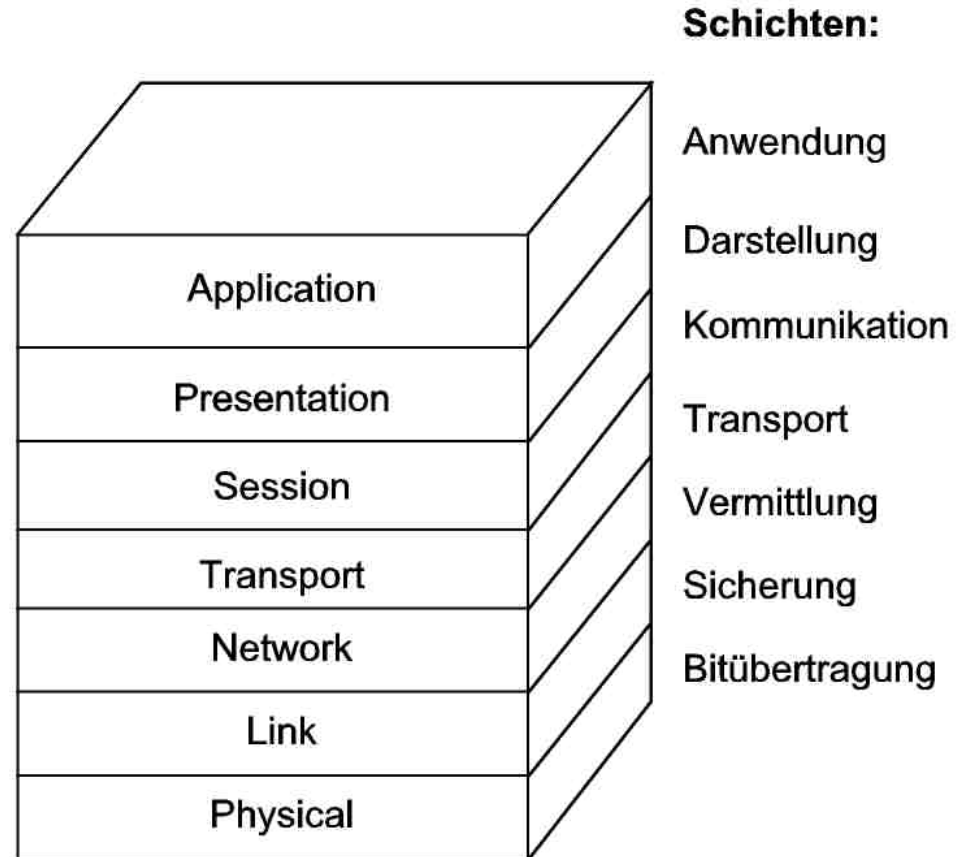 Schichten:
Anwendung
Darstellung
Application
Kommunikation
Presentation
Transport
Session
Vermittlung
Transport
Sicherung
Network
Bitübertragung
Link
Physical